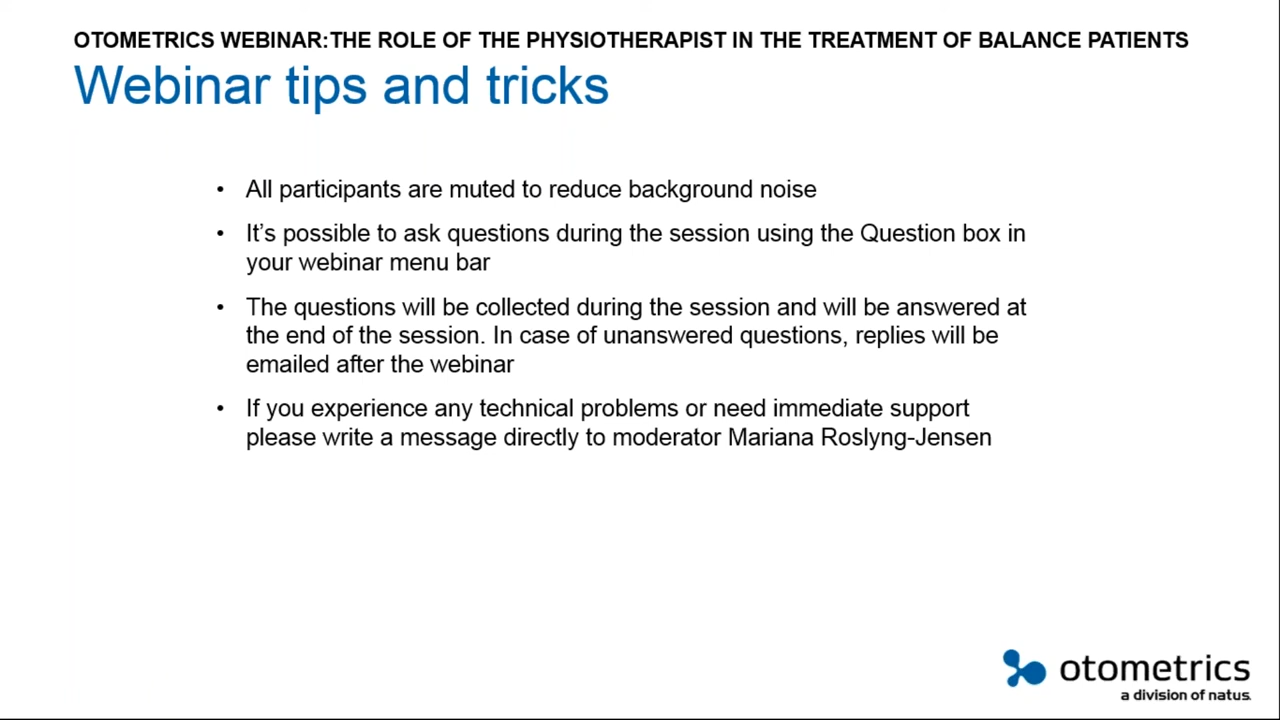 OTOMETRICS WEBINAR:THE ROLE OF THE PHYSIOTHERAPIST IN THE TREATMENT OF BALANCE PATIENTS
Webinar tips and tricks
• All participants are muted to reduce background noise
• It’s possible to ask questions during the session using the Question box in
your webinar menu bar
• The questions will be collected during the session and will be answered at
the end of the session. In case of unanswered questions, replies will be
emailed after the webinar
• If you experience any technical problems or need immediate support
please write a message directly to moderator Mariana Roslyng-Jensen
otometrics
a division of natus.